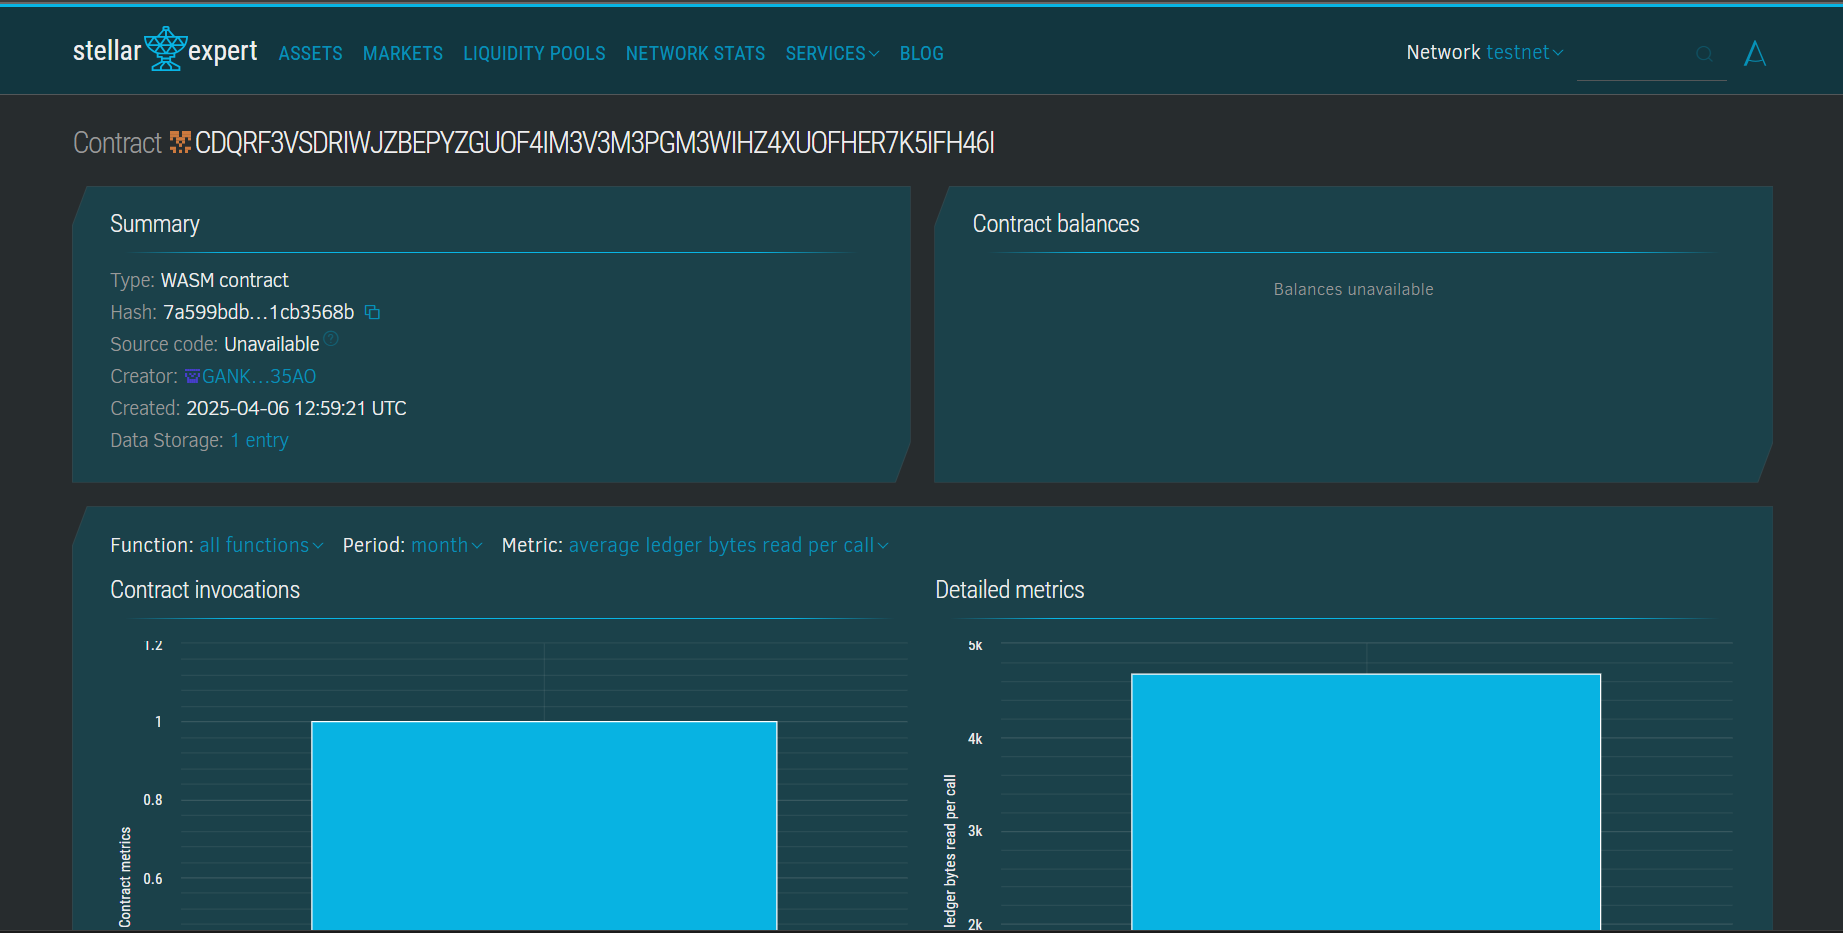 stellar expert ASSETS MARKETS LIQUIDITY POOLS NETWORK STATS SERVICES BLOG Network testnet
Contract CDQRF3VSDRIWJZBEPYZGUOF4IM3V3M3PGM3WIHZ4XUOFHER7K5IFH46I
Summary
Type: WASM contract
Hash: 7a599bdb…1cb3568b
Source code: Unavailable
Creator: GANK…35AO
Created: 2025-04-06 12:59:21 UTC
Data Storage: 1 entry
Contract balances
Balances unavailable
Function: all functions Period: month Metric: average ledger bytes read per call
Contract invocations
1.2
1
0.8
0.6
Contract metrics
Detailed metrics
5k
4k
3k
2k
ledger bytes read per call